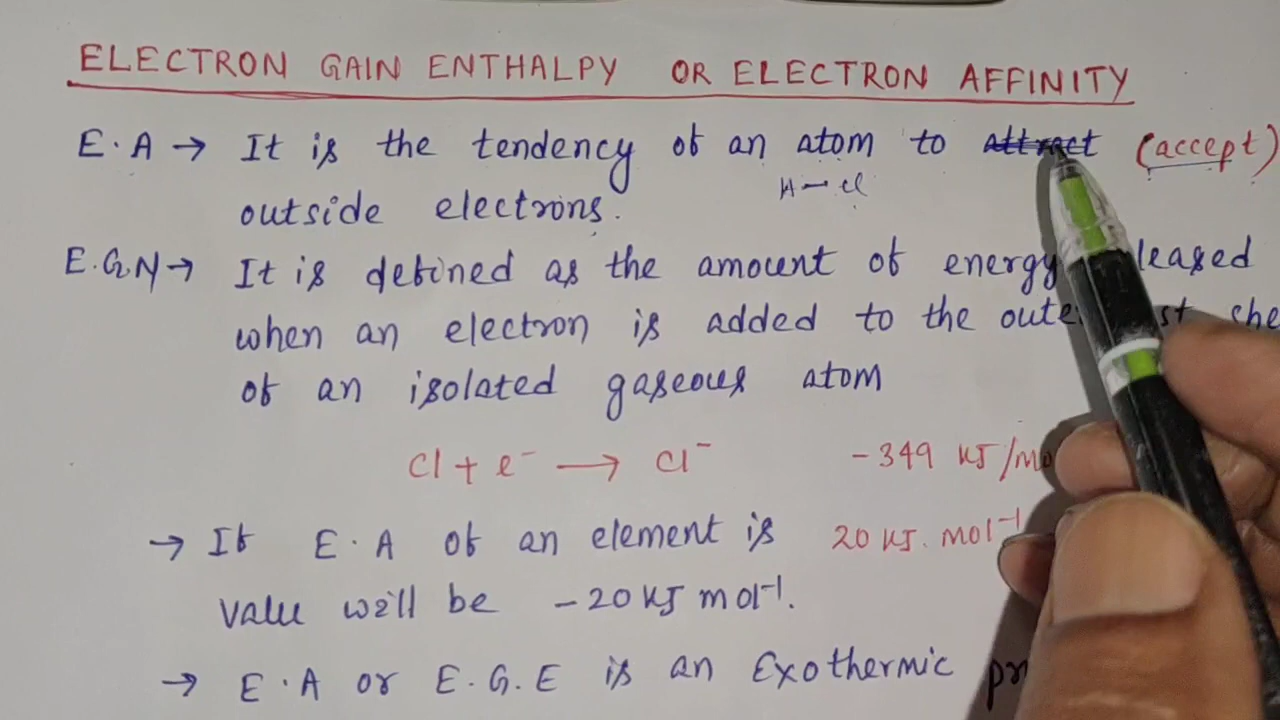 ELECTRON GAIN ENTHALPY OR ELECTRON AFFINITY
E.A → It is the tendency of an atom to attract (accept)
H—Cl
outside electrons.
→ It is defined as the amount of energy
when an electron is added to the
of an isolated gaseous atom
Cl + e⁻ → Cl⁻ -349 KJ/
→ If E.A of an element is 20 KJ. mol⁻¹
value will be -20 KJ mol⁻¹.
→ E.A or E.G.E is an Exothermic